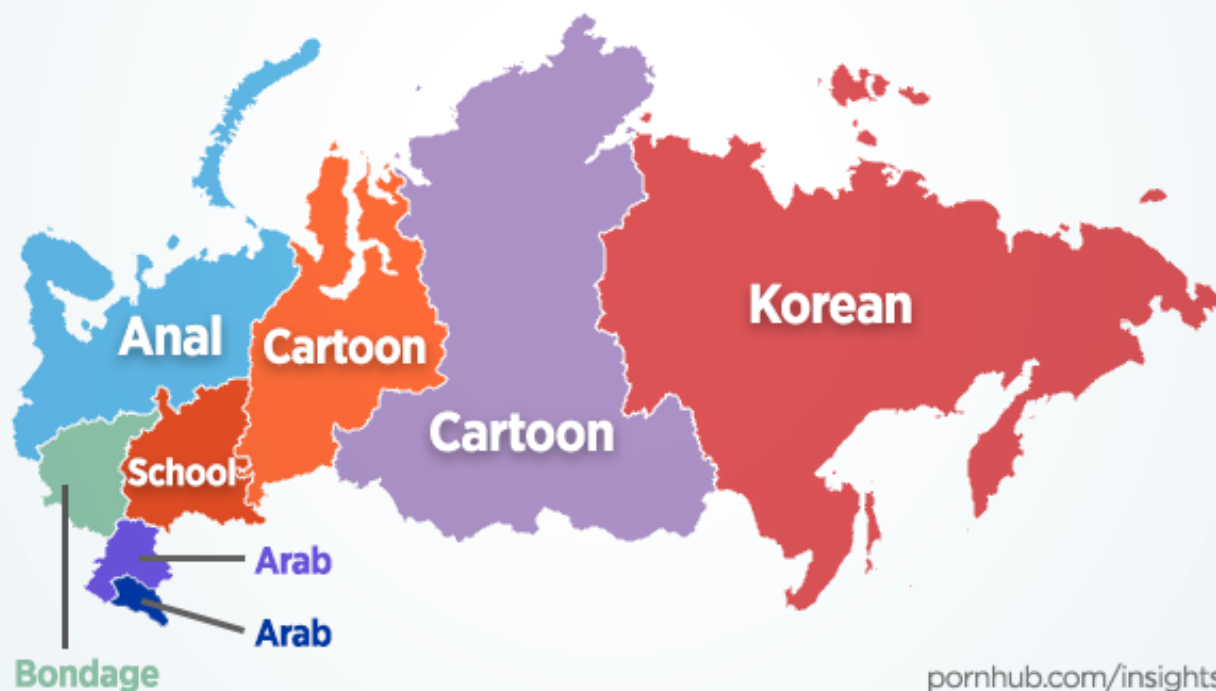 Anal
Cartoon
Korean
Cartoon
School
Arab
Arab
Bondage
pornhub.com/insights